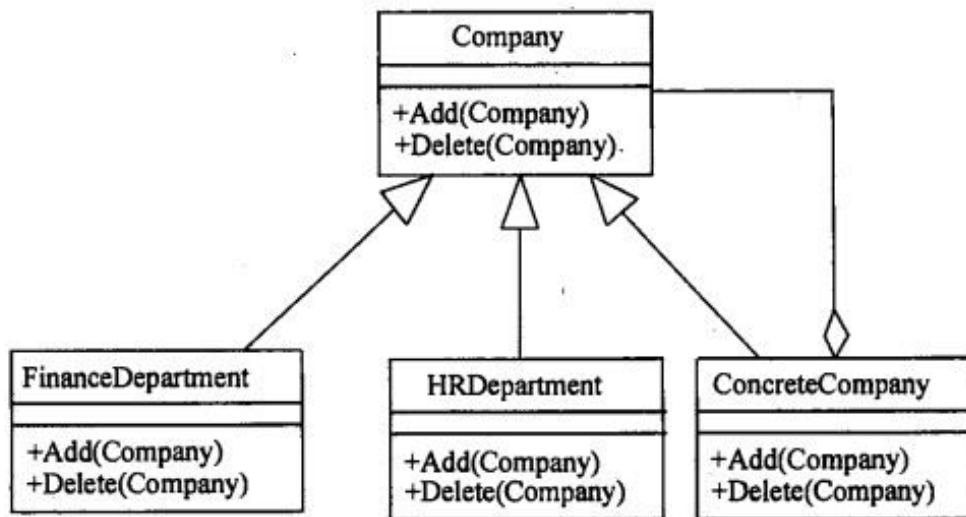 Company
+Add(Company)
+Delete(Company)
FinanceDepartment
+Add(Company)
+Delete(Company)
HRDepartment
+Add(Company)
+Delete(Company)
ConcreteCompany
+Add(Company)
+Delete(Company)